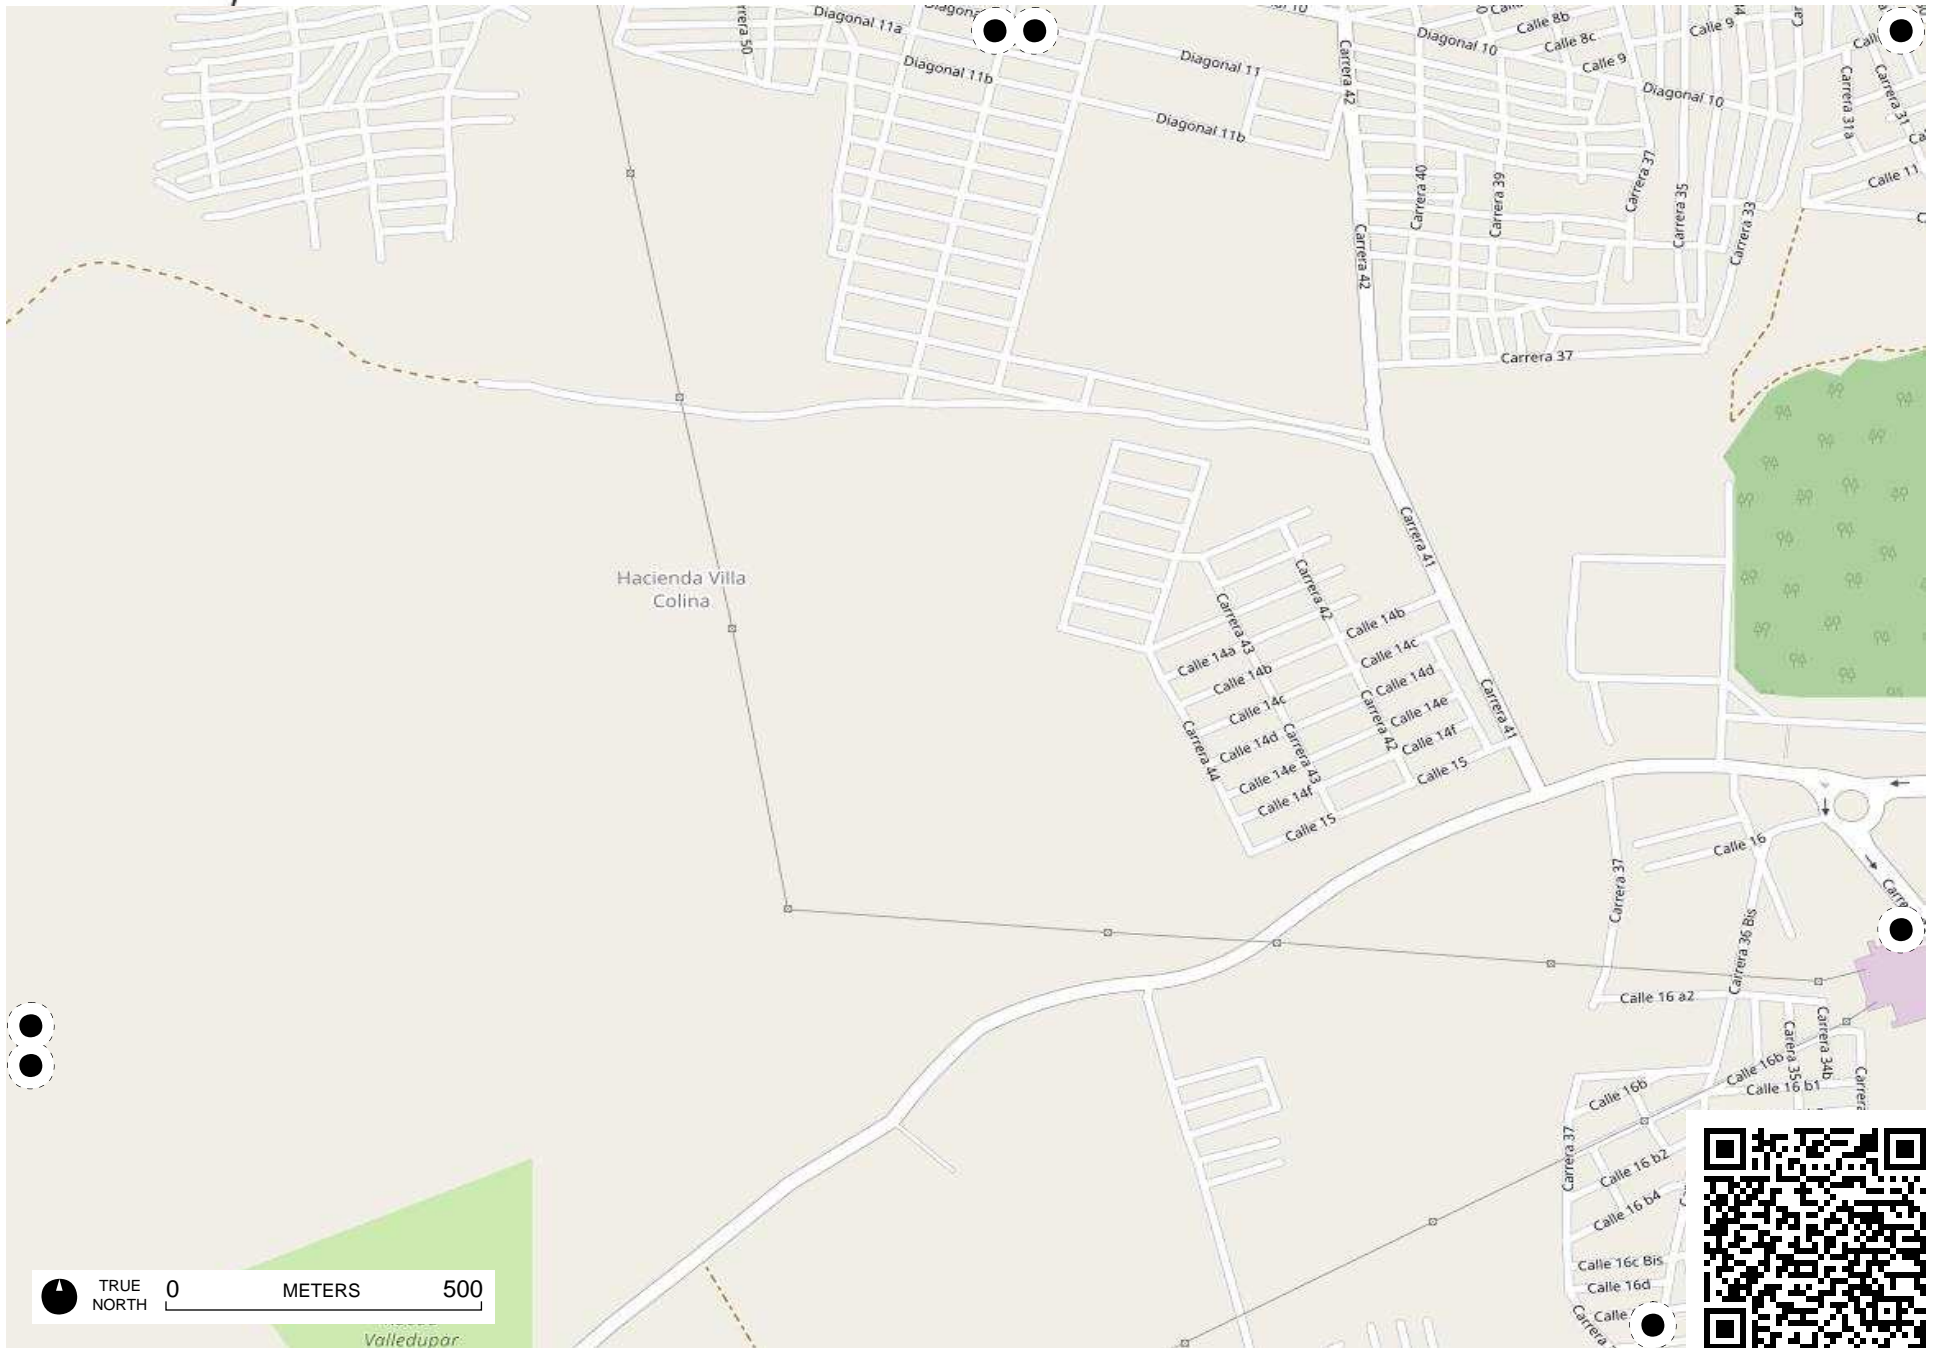 Diagonal 11a
Carrera 42
Diagonal 10
Calle 8b
Calle 8c
Calle 9
Calle 9
Diagonal 11b
Diagonal 11
Diagonal 10
Carrera 31a
Carrera 31
Diagonal 11b
Calle 11
Carrera 40
Carrera 39
Carrera 37
Carrera 35
Carrera 33
Carrera 42
Carrera 37
Carrera 41
Hacienda Villa
Colina
Carrera 42
Carrera 43
Calle 14b
Calle 14c
Calle 14a
Calle 14b
Calle 14d
Calle 14c
Calle 14e
Carrera 42
Carrera 41
Calle 14d
Carrera 44
Carrera 43
Calle 14f
Calle 14e
Calle 15
Calle 14f
Calle 15
Calle 16
Carrera 37
Carrera 36 Bis
Calle 16 a2
Carera 35
Carrera 34b
Calle 16b
Calle 16 b1
Calle 16b
Carrera
Carrera 37
Calle 16 b2
Calle 16 b4
Calle 16c Bis
Calle 16d
Calle
Carrera
TRUE
NORTH
0 METERS 500
Valledupar